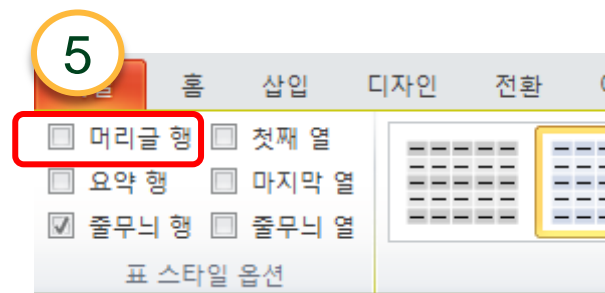 5
홈 삽입 디자인 전환
머리글 행 첫째 열
요약 행 마지막 열
줄무늬 행 줄무늬 열
표 스타일 옵션